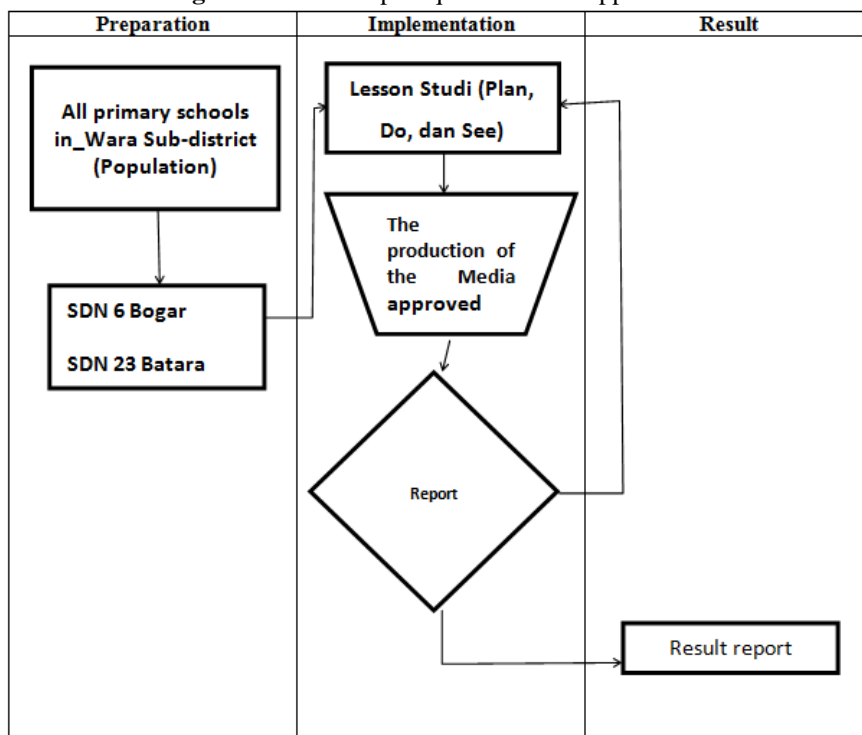 Preparation
Implementation
Result
All primary schools
in_Wara Sub-district
(Population)
SDN 6 Bogar
SDN 23 Batara
Lesson Studi (Plan,
Do, dan See)
The
production of
the Media
approved
Report
Result report